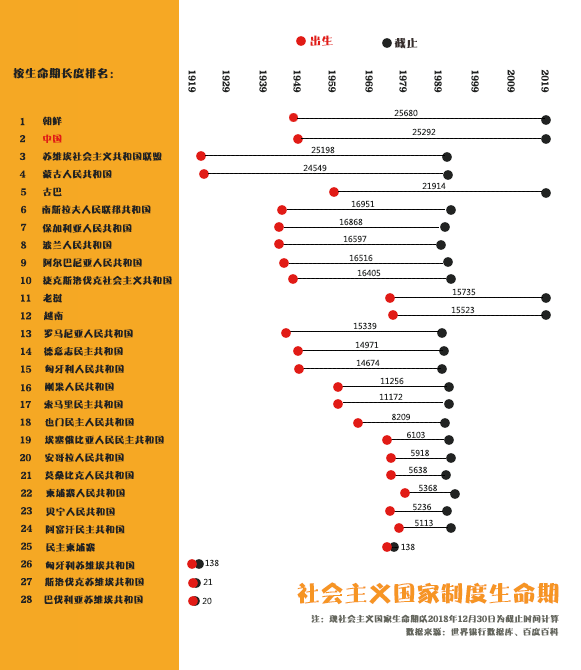 出生 截止
按生命期长度排名：
1919 1929 1939 1949 1959 1969 1979 1989 1999 2009 2019
1 朝鲜 25680
2 中国 25292
3 苏维埃社会主义共和国联盟 25198
4 蒙古人民共和国 24549
5 古巴 21914
6 南斯拉夫人民联邦共和国 16951
7 保加利亚人民共和国 16868
8 波兰人民共和国 16597
9 阿尔巴尼亚人民共和国 16516
10 捷克斯洛伐克社会主义共和国 16405
11 老挝 15735
12 越南 15523
13 罗马尼亚人民共和国 15339
14 德意志民主共和国 14971
15 匈牙利人民共和国 14674
16 刚果人民共和国 11256
17 索马里民主共和国 11172
18 也门民主人民共和国 8209
19 埃塞俄比亚人民民主共和国 6103
20 安哥拉人民共和国 5918
21 莫桑比克人民共和国 5638
22 柬埔寨人民共和国 5368
23 贝宁人民共和国 5236
24 阿富汗民主共和国 5113
25 民主柬埔寨 138
26 匈牙利苏维埃共和国 138
27 斯洛伐克苏维埃共和国 21
28 巴伐利亚苏维埃共和国 20
社会主义国家制度生命期
注：现社会主义国家生命期以2018年12月30日为截止时间计算
数据来源：世界银行数据库、百度百科